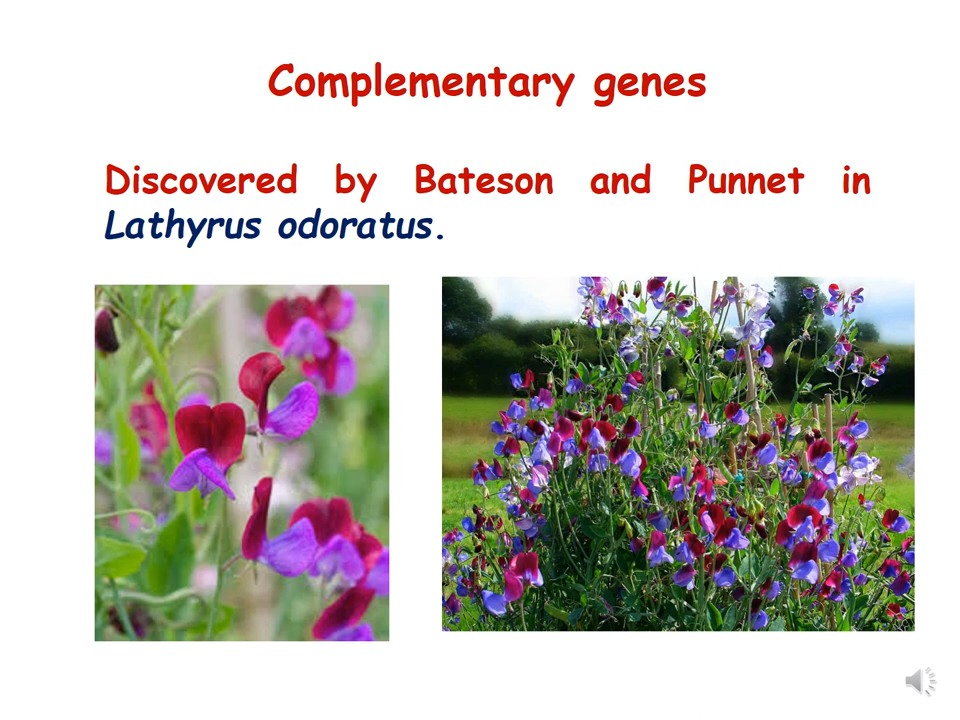 Complementary genes
Discovered by Bateson and Punnet in
Lathyrus odoratus.